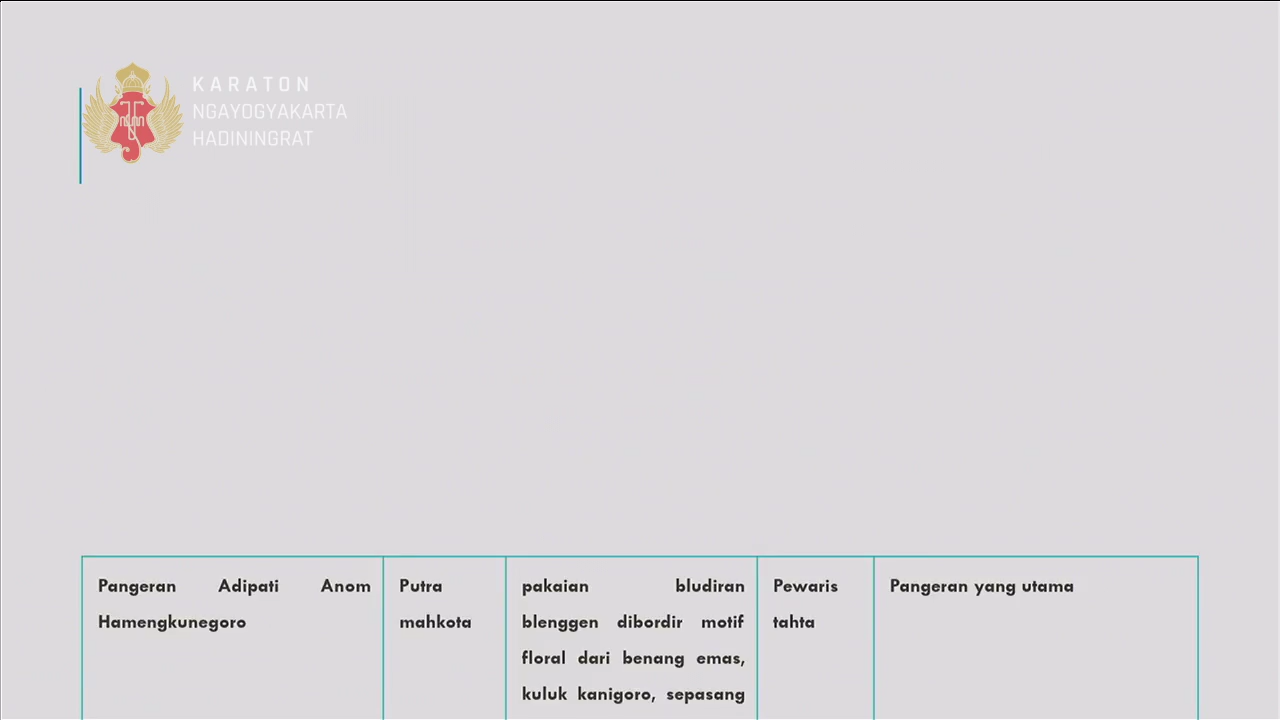 KARATON
NGAYOGYAKARTA
HADININGRAT
Pangeran Adipati Anom
Hamengkunegoro
Putra
mahkota
pakaian bludiran
blenggen dibordir motif
floral dari benang emas,
kuluk kanigoro, sepasang
Pewaris
tahta
Pangeran yang utama